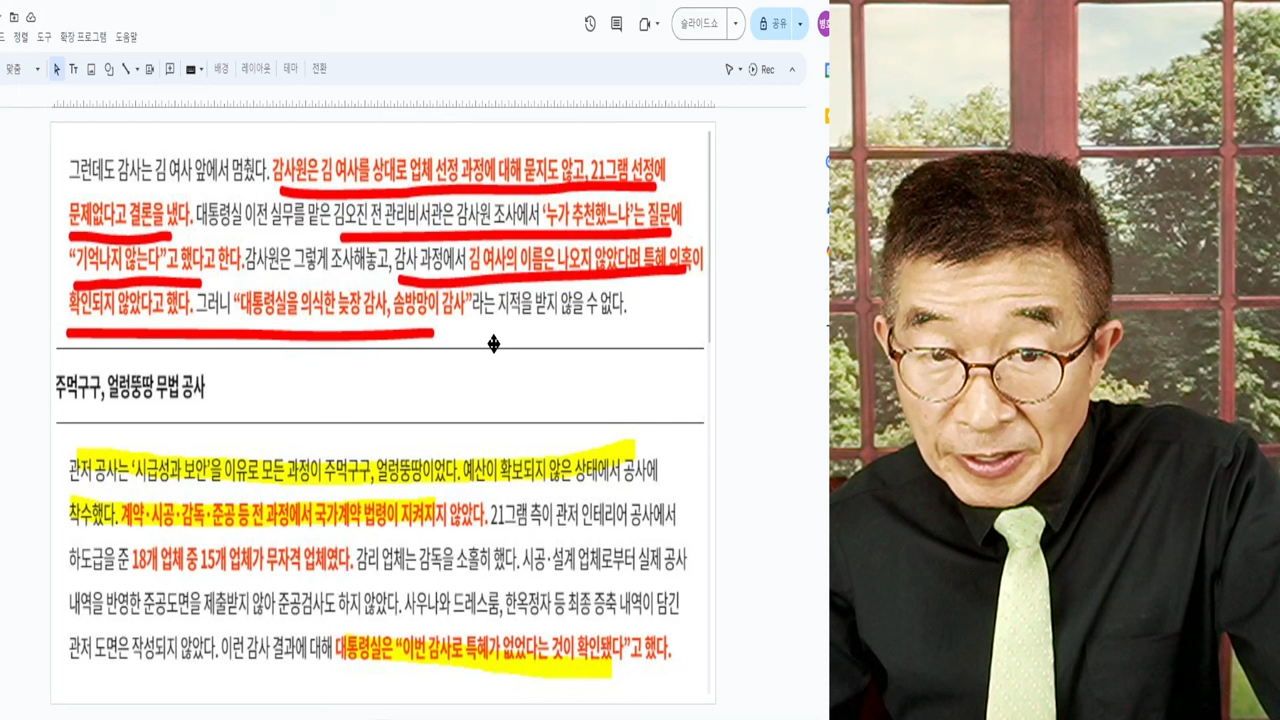 정렬 도구 확장 프로그램 도움말
슬라이드쇼
공유
맞춤
Tт
배경 레이아웃 테마 전환
Rec
그런데도 감사는 김 여사 앞에서 멈췄다. 감사원은 김 여사를 상대로 업체 선정 과정에 대해 묻지도 않고, 21그램 선정에
문제없다고 결론을 냈다. 대통령실 이전 실무를 맡은 김오진 전 관리비서관은 감사원 조사에서 ‘누가 추천했느냐’는 질문에
“기억나지 않는다”고 했다고 한다.감사원은 그렇게 조사해놓고, 감사 과정에서 김 여사의 이름은 나오지 않았다며 특혜 의혹이
확인되지 않았다고 했다. 그러니 “대통령실을 의식한 늦장 감사, 솜방망이 감사”라는 지적을 받지 않을 수 없다.
주먹구구, 얼렁뚱땅 무법 공사
관저 공사는 ‘시급성과 보안’을 이유로 모든 과정이 주먹구구, 얼렁뚱땅이었다. 예산이 확보되지 않은 상태에서 공사에
착수했다. 계약·시공·감독·준공 등 전 과정에서 국가계약 법령이 지켜지지 않았다. 21그램 측이 관저 인테리어 공사에서
하도급을 준 18개 업체 중 15개 업체가 무자격 업체였다. 감리 업체는 감독을 소홀히 했다. 시공·설계 업체로부터 실제 공사
내역을 반영한 준공도면을 제출받지 않아 준공검사도 하지 않았다. 사우나와 드레스룸, 한옥정자 등 최종 증축 내역이 담긴
관저 도면은 작성되지 않았다. 이런 감사 결과에 대해 대통령실은 “이번 감사로 특혜가 없었다는 것이 확인됐다”고 했다.